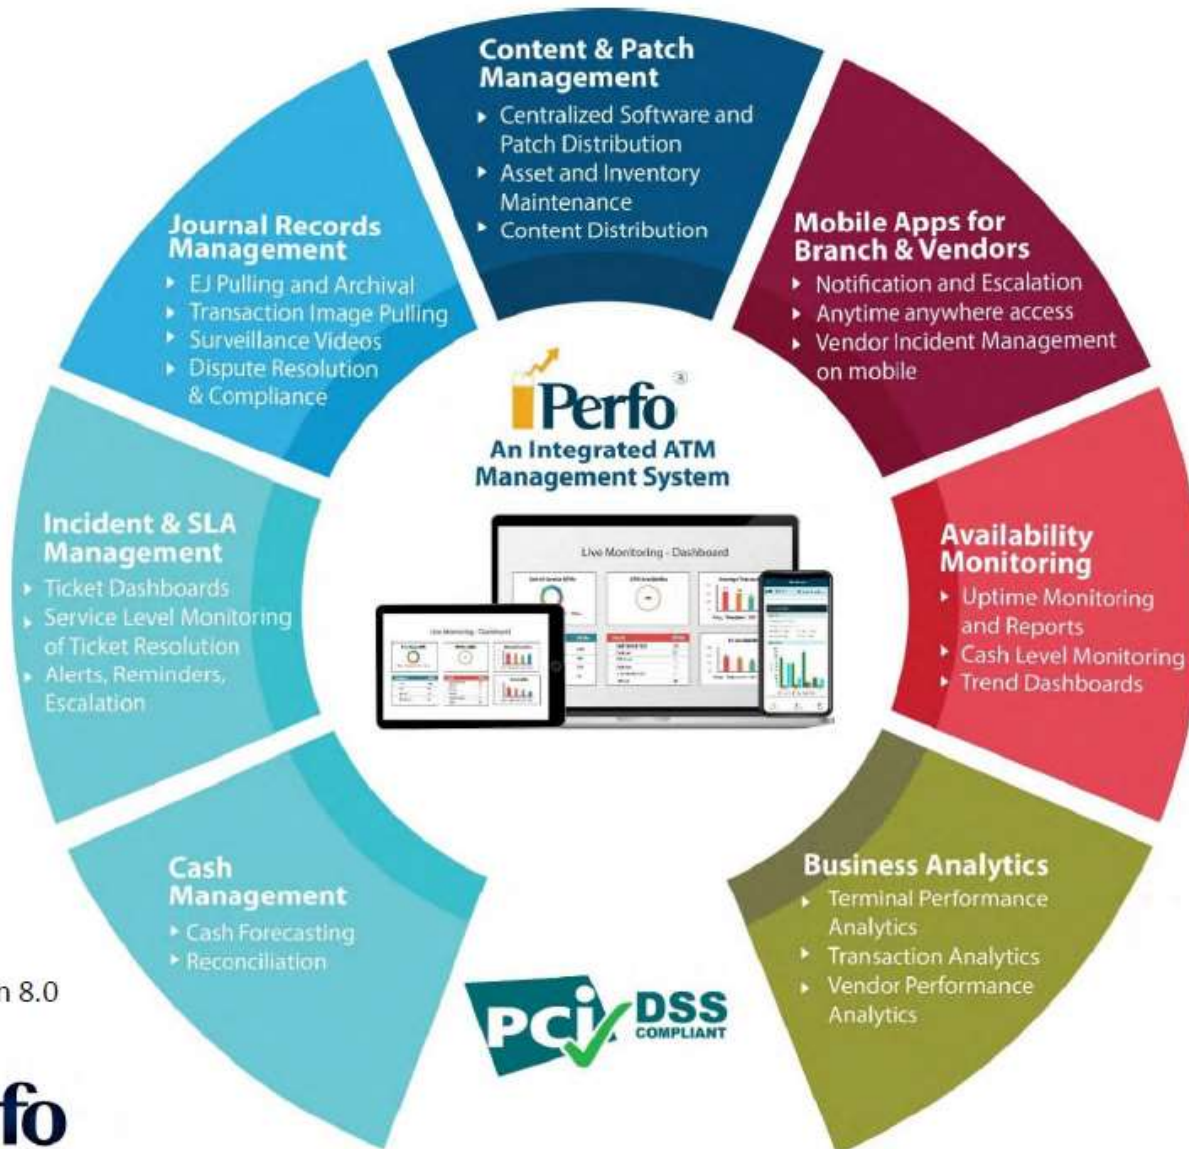 Content & Patch
Management
Centralized Software and
Patch Distribution
Asset and Inventory
Maintenance
Content Distribution
Journal Records
Management
EJ Pulling and Archival
Transaction Image Pulling
Surveillance Videos
Dispute Resolution
& Compliance
Mobile Apps for
Branch & Vendors
Notification and Escalation
Anytime anywhere access
Vendor Incident Management
on mobile
iPerfo
An Integrated ATM
Management System
Incident & SLA
Management
Ticket Dashboards
Service Level Monitoring
of Ticket Resolution
Alerts, Reminders,
Escalation
Live Monitoring - Dashboard
Live Monitoring - Dashboard
Availability
Monitoring
Uptime Monitoring
and Reports
Cash Level Monitoring
Trend Dashboards
Cash
Management
Cash Forecasting
Reconciliation
Business Analytics
Terminal Performance
Analytics
Transaction Analytics
Vendor Performance
Analytics
8.0
PCI DSS
COMPLIANT
fo